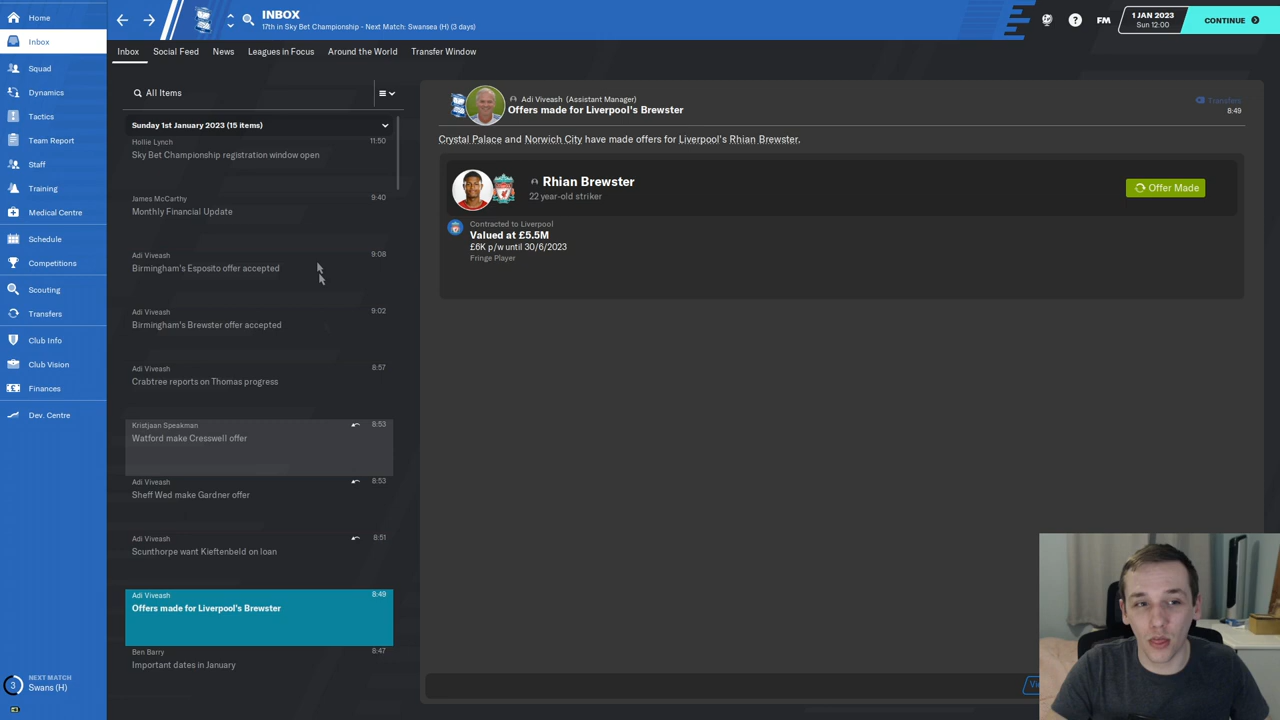 Home
Inbox
Squad
Dynamics
Tactics
Team Report
Staff
Training
Medical Centre
Schedule
Competitions
Scouting
Transfers
Club Info
Club Vision
Finances
Dev. Centre
3
NEXT MATCH
Swans (H)
INBOX
17th in Sky Bet Championship - Next Match: Swansea (H) (3 days)
FM
1 JAN 2023
Sun 12:00
CONTINUE
Inbox
Social Feed
News
Leagues in Focus
Around the World
Transfer Window
All Items
Sunday 1st January 2023 (15 items)
Hollie Lynch 11:50
Sky Bet Championship registration window open
James McCarthy 9:40
Monthly Financial Update
Adi Viveash 9:08
Birmingham's Esposito offer accepted
Adi Viveash 9:02
Birmingham's Brewster offer accepted
Adi Viveash 8:57
Crabtree reports on Thomas progress
Kristjaan Speakman 8:53
Watford make Cresswell offer
Adi Viveash 8:53
Sheff Wed make Gardner offer
Adi Viveash 8:51
Scunthorpe want Kieftenbeld on loan
Adi Viveash 8:49
Offers made for Liverpool's Brewster
Ben Barry 8:47
Important dates in January
Adi Viveash (Assistant Manager)
Offers made for Liverpool's Brewster
Transfers
8:49
Crystal Palace and Norwich City have made offers for Liverpool's Rhian Brewster.
Rhian Brewster
22 year-old striker
Offer Made
Contracted to Liverpool
Valued at £5.5M
£6K p/w until 30/6/2023
Fringe Player